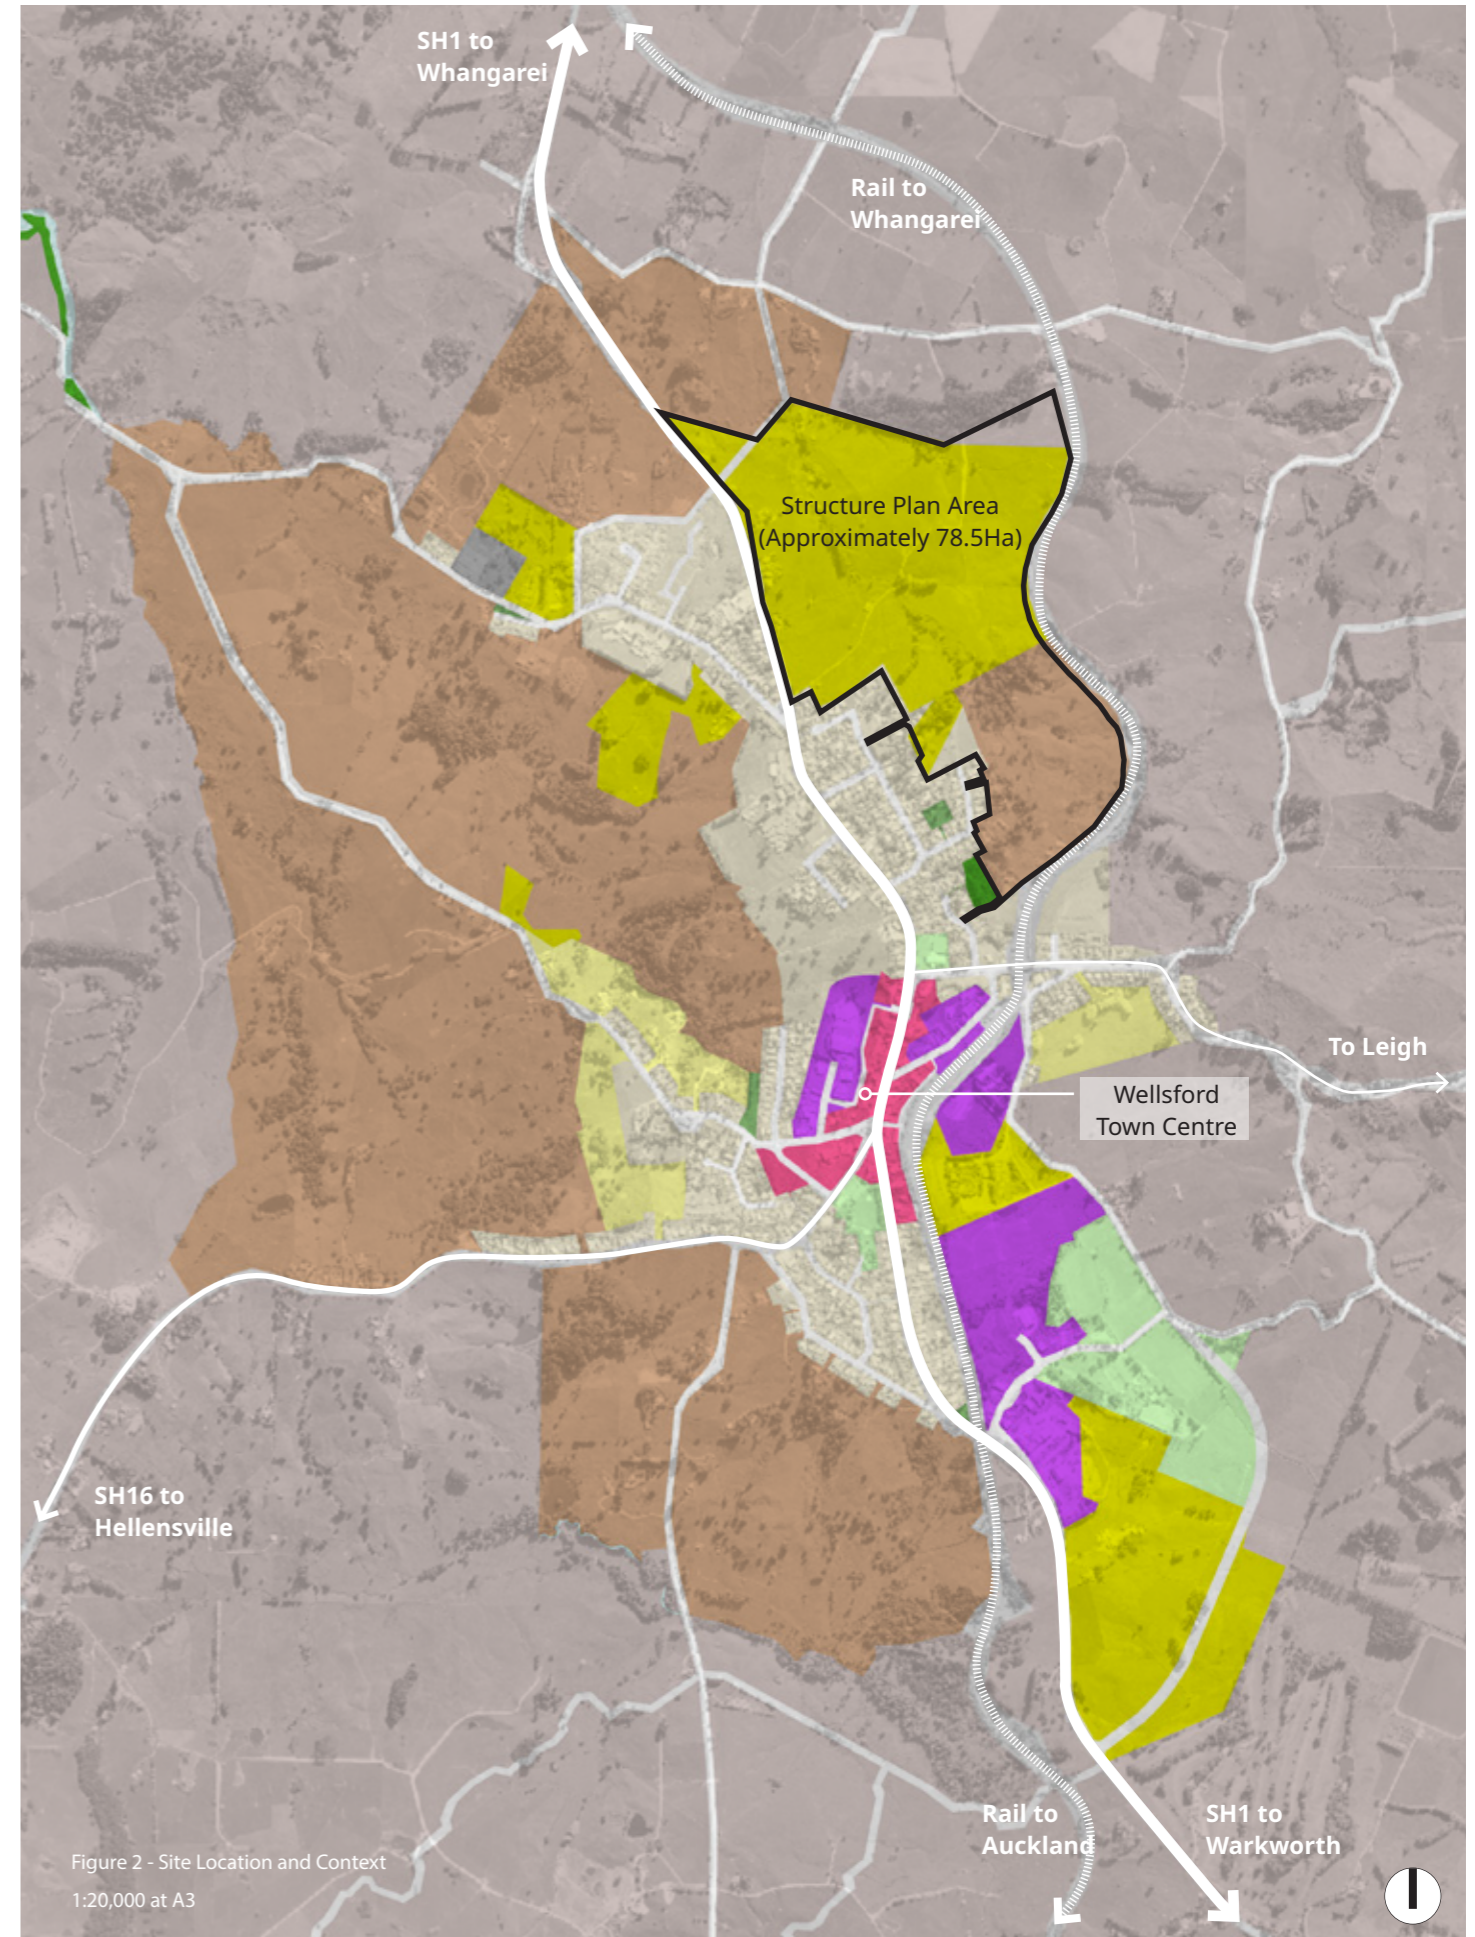 SH1 to
Whangarei
Rail to
Whangarei
Structure Plan Area
(Approximately 78.5Ha)
To Leigh
Wellsford
Town Centre
SH16 to
Hellensville
Rail to
Auckland
SH1 to
Warkworth
Figure 2 - Site Location and Context
1:20,000 at A3